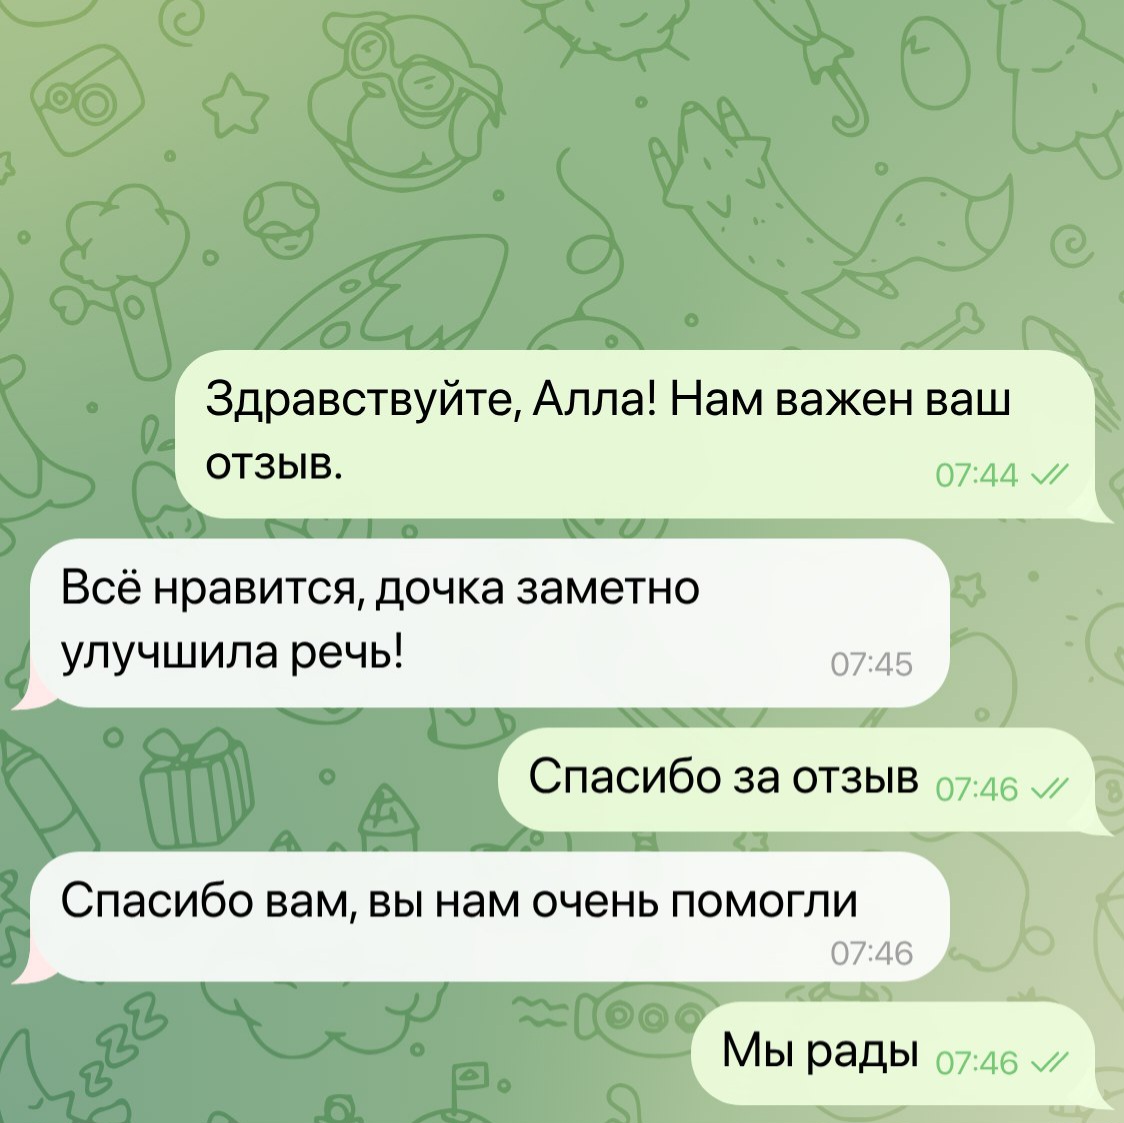 Здравствуйте, Алла! Нам важен ваш
отзыв.
07:44
Всё нравится, дочка заметно
улучшила речь!
07:45
Спасибо за отзыв 07:46
Спасибо вам, вы нам очень помогли
07:46
Мы рады 07:46